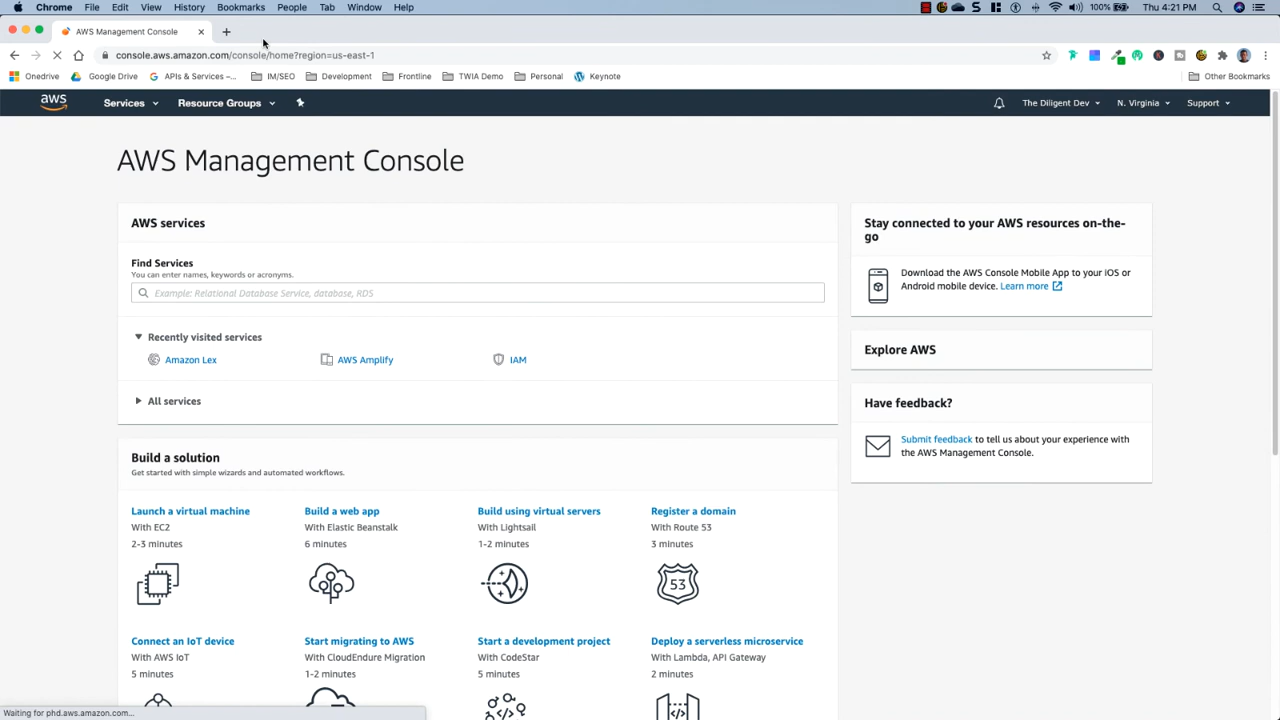 Chrome File Edit View History Bookmarks People Tab Window Help 100% Thu 4:21 PM
AWS Management Console
console.aws.amazon.com/console/home?region=us-east-1
Onedrive Google Drive APIs & Services –... IM/SEO Development Frontline TWIA Demo Personal Keynote Other Bookmarks
aws Services Resource Groups The Diligent Dev N. Virginia Support
AWS Management Console
AWS services
Find Services
You can enter names, keywords or acronyms.
Example: Relational Database Service, database, RDS
Recently visited services
Amazon Lex AWS Amplify IAM
All services
Stay connected to your AWS resources on-the-
go
Download the AWS Console Mobile App to your iOS or
Android mobile device. Learn more
Explore AWS
Have feedback?
Submit feedback to tell us about your experience with
the AWS Management Console.
Build a solution
Get started with simple wizards and automated workflows.
Launch a virtual machine
With EC2
2-3 minutes
Build a web app
With Elastic Beanstalk
6 minutes
Build using virtual servers
With Lightsail
1-2 minutes
Register a domain
With Route 53
3 minutes
53
Connect an IoT device
With AWS IoT
5 minutes
Start migrating to AWS
With CloudEndure Migration
1-2 minutes
Start a development project
With CodeStar
5 minutes
Deploy a serverless microservice
With Lambda, API Gateway
2 minutes
Waiting for phd.aws.amazon.com...